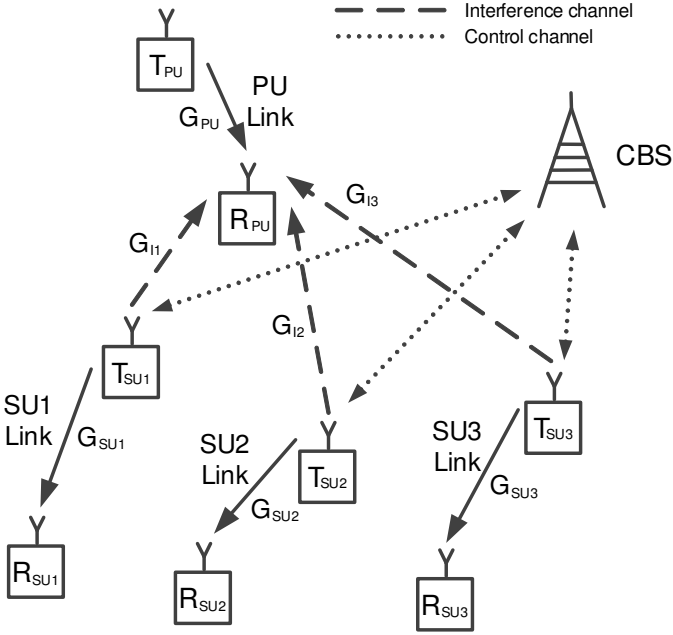 Interference channel
Control channel
TPU
PU
Link
GPU
CBS
RPU
GI3
GI1
GI2
TSU1
SU1
Link
GSU1
TSU3
SU2
Link
TSU2
SU3
Link
GSU3
GSU2
RSU1
RSU2
RSU3